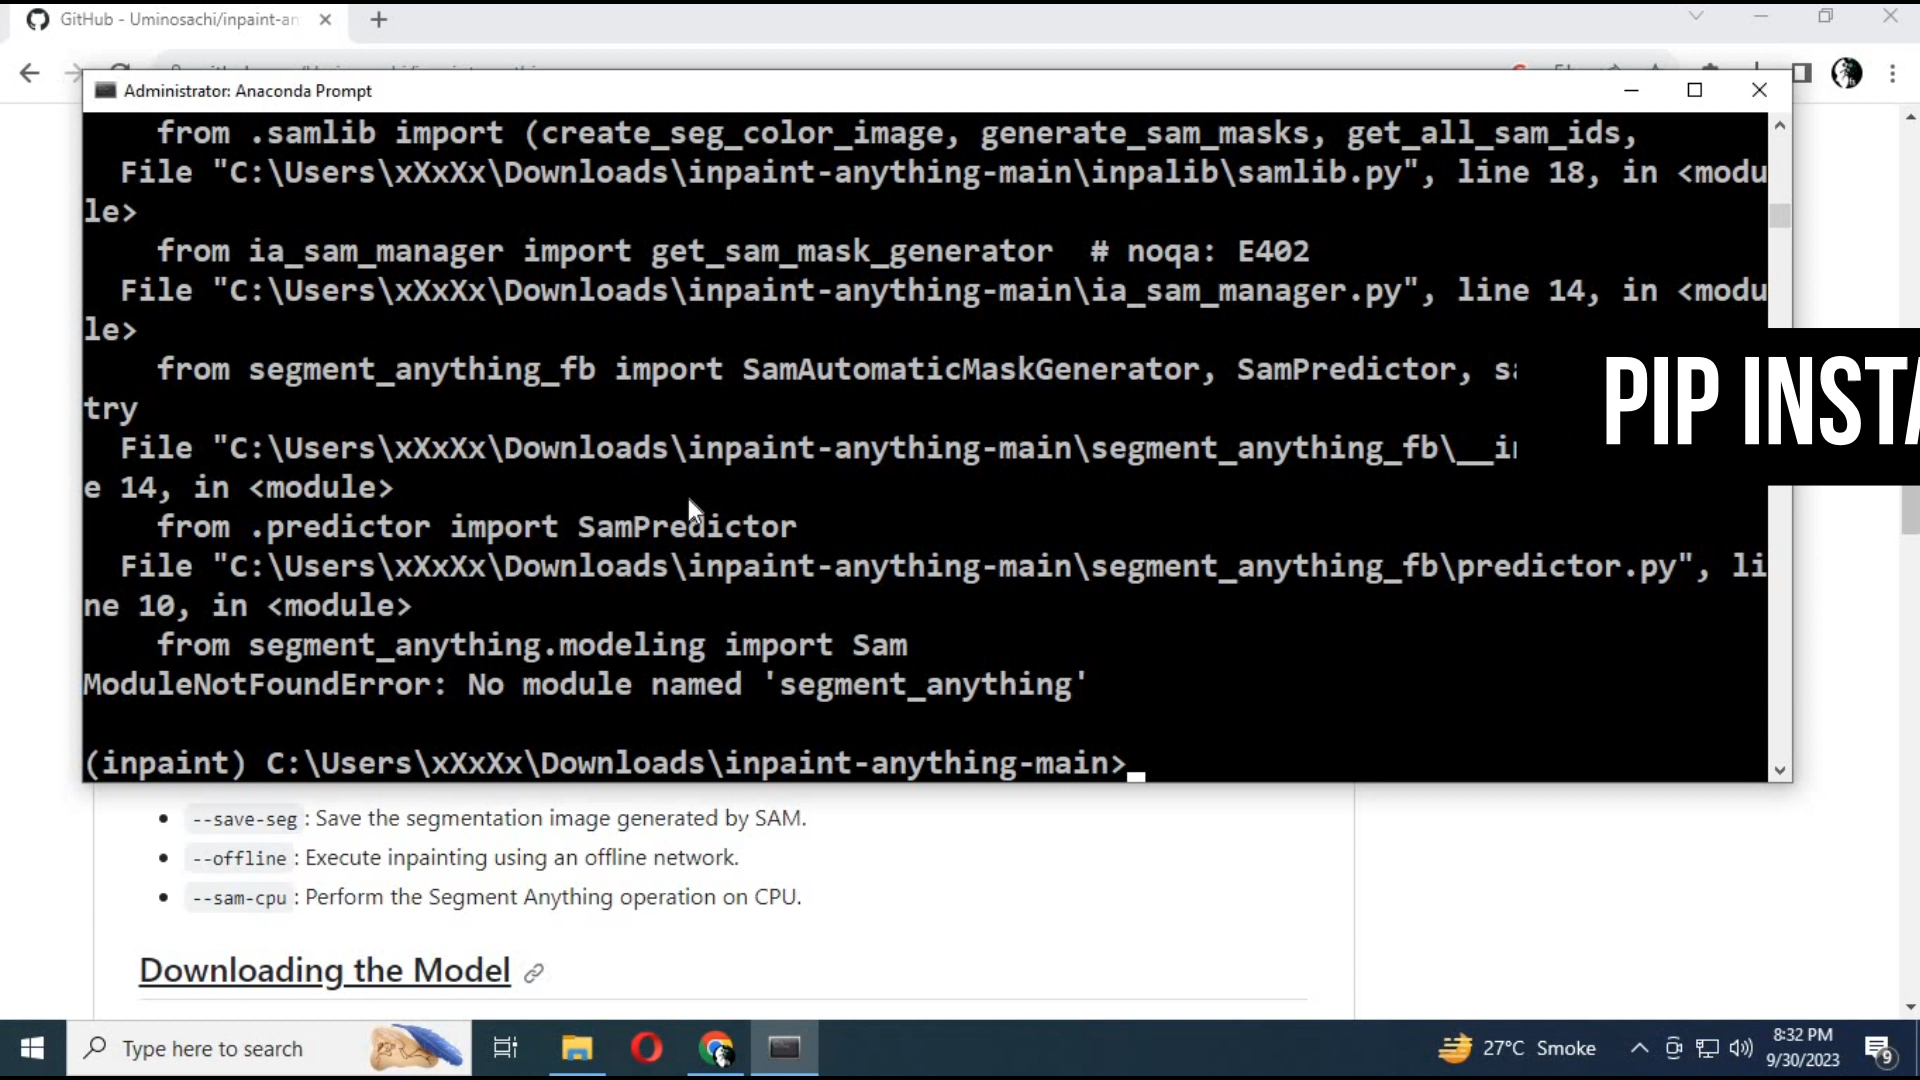 GitHub - Uminosachi/inpaint-an
Administrator: Anaconda Prompt
from .samlib import (create_seg_color_image, generate_sam_masks, get_all_sam_ids,
File "C:\Users\xXxXx\Downloads\inpaint-anything-main\inpalib\samlib.py", line 18, in <modu
le>
from ia_sam_manager import get_sam_mask_generator # noqa: E402
File "C:\Users\xXxXx\Downloads\inpaint-anything-main\ia_sam_manager.py", line 14, in <modu
le>
from segment_anything_fb import SamAutomaticMaskGenerator, SamPredictor,
try
File "C:\Users\xXxXx\Downloads\inpaint-anything-main\segment_anything_fb\
e 14, in <module>
from .predictor import SamPredictor
File "C:\Users\xXxXx\Downloads\inpaint-anything-main\segment_anything_fb\predictor.py", li
ne 10, in <module>
from segment_anything.modeling import Sam
ModuleNotFoundError: No module named 'segment_anything'
(inpaint) C:\Users\xXxXx\Downloads\inpaint-anything-main>
PIP INSTA
--save-seg : Save the segmentation image generated by SAM.
--offline : Execute inpainting using an offline network.
--sam-cpu : Perform the Segment Anything operation on CPU.
Downloading the Model
Type here to search
27°C Smoke
8:32 PM
9/30/2023
9